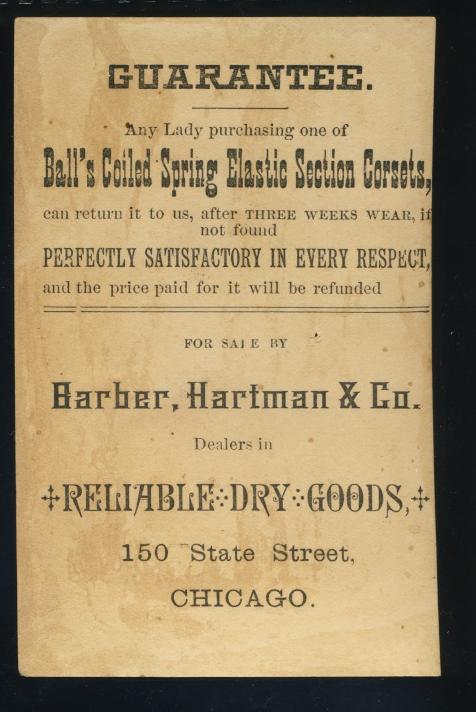 GUARANTEE.
Any Lady purchasing one of
Ball's Coiled Spring Elastic Section Corsets,
can return it to us, after THREE WEEKS WEAR, if
not found
PERFECTLY SATISFACTORY IN EVERY RESPECT,
and the price paid for it will be refunded
FOR SALE BY
Barber, Hartman & Co.
Dealers in
RELIABLE DRY GOODS,
150 State Street,
CHICAGO.